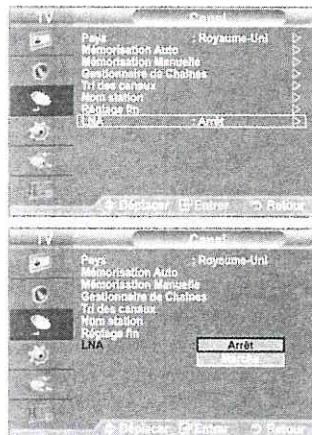 TV Canal
Pays : Royaume-Uni
Mémorisation Auto
Mémorisation Manuelle
Gestionnaire de Chaînes
Tri des canaux
Nom station
Réglage fin
LNA : Arrêt
Déplacer Entrer Retour
TV Canal
Pays : Royaume-Uni
Mémorisation Auto
Mémorisation Manuelle
Gestionnaire de Chaînes
Tri des canaux
Nom station
Réglage fin
LNA Arrêt
Déplacer Entrer Retour